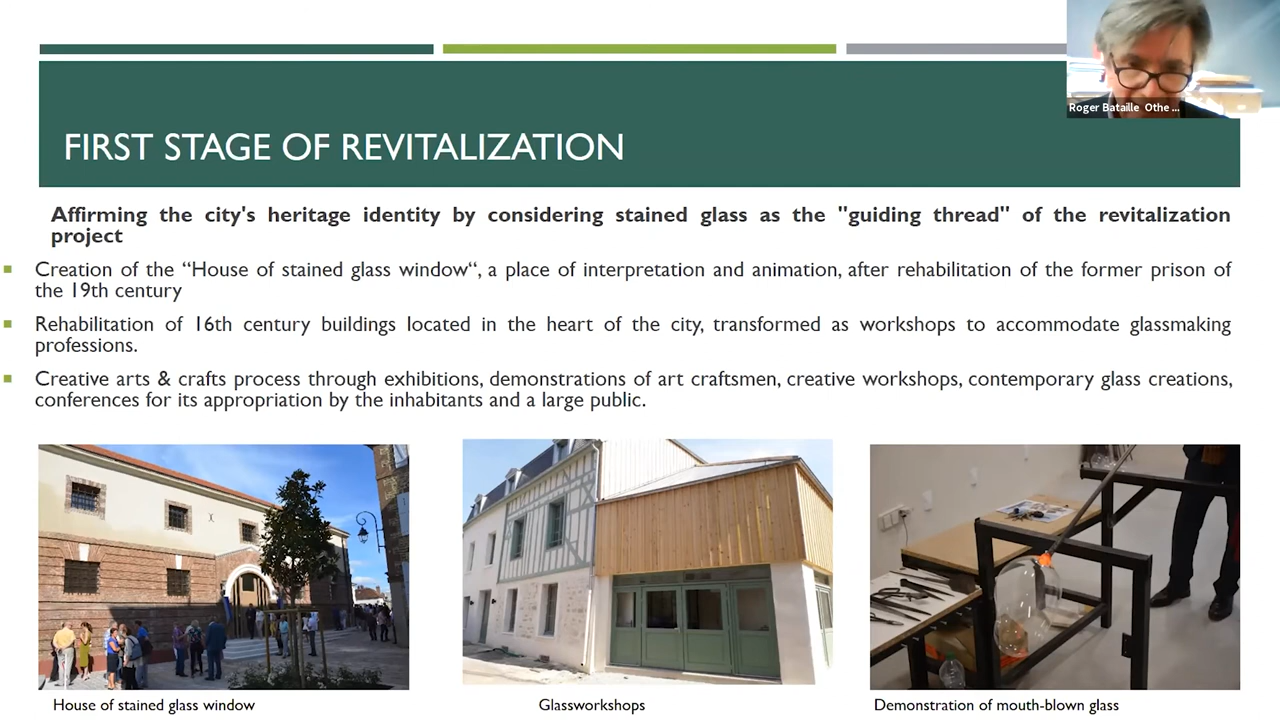 Roger Bataille Othe ...
FIRST STAGE OF REVITALIZATION
Affirming the city's heritage identity by considering stained glass as the "guiding thread" of the revitalization
project
Creation of the “House of stained glass window“, a place of interpretation and animation, after rehabilitation of the former prison of
the 19th century
Rehabilitation of 16th century buildings located in the heart of the city, transformed as workshops to accommodate glassmaking
professions.
Creative arts & crafts process through exhibitions, demonstrations of art craftsmen, creative workshops, contemporary glass creations,
conferences for its appropriation by the inhabitants and a large public.
House of stained glass window
Glassworkshops
Demonstration of mouth-blown glass